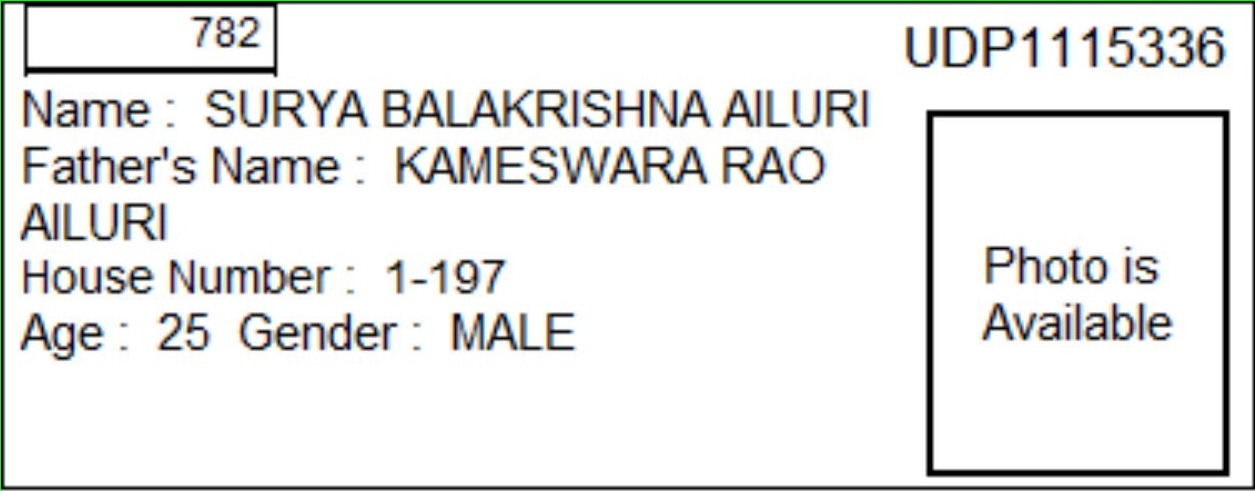 782
UDP1115336
Name : SURYA BALAKRISHNA AILURI
Father's Name : KAMESWARA RAO
AILURI
House Number : 1-197
Age : 25 Gender : MALE
Photo is
Available